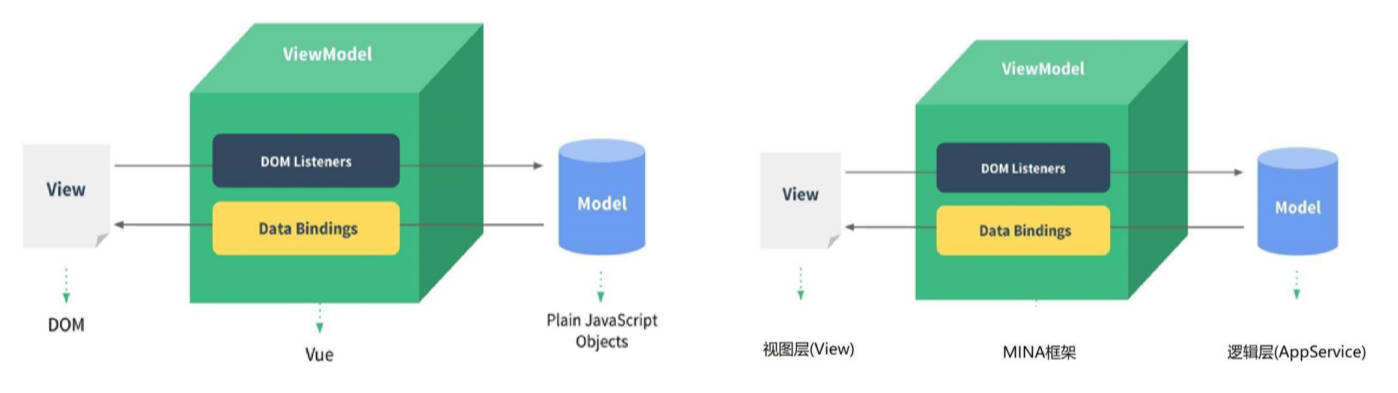 ViewModel
DOM Listeners
View
Model
Data Bindings
DOM
Plain JavaScript
Objects
Vue
ViewModel
DOM Listeners
View
Model
Data Bindings
视图层(View)
MINA框架
逻辑层(AppService)